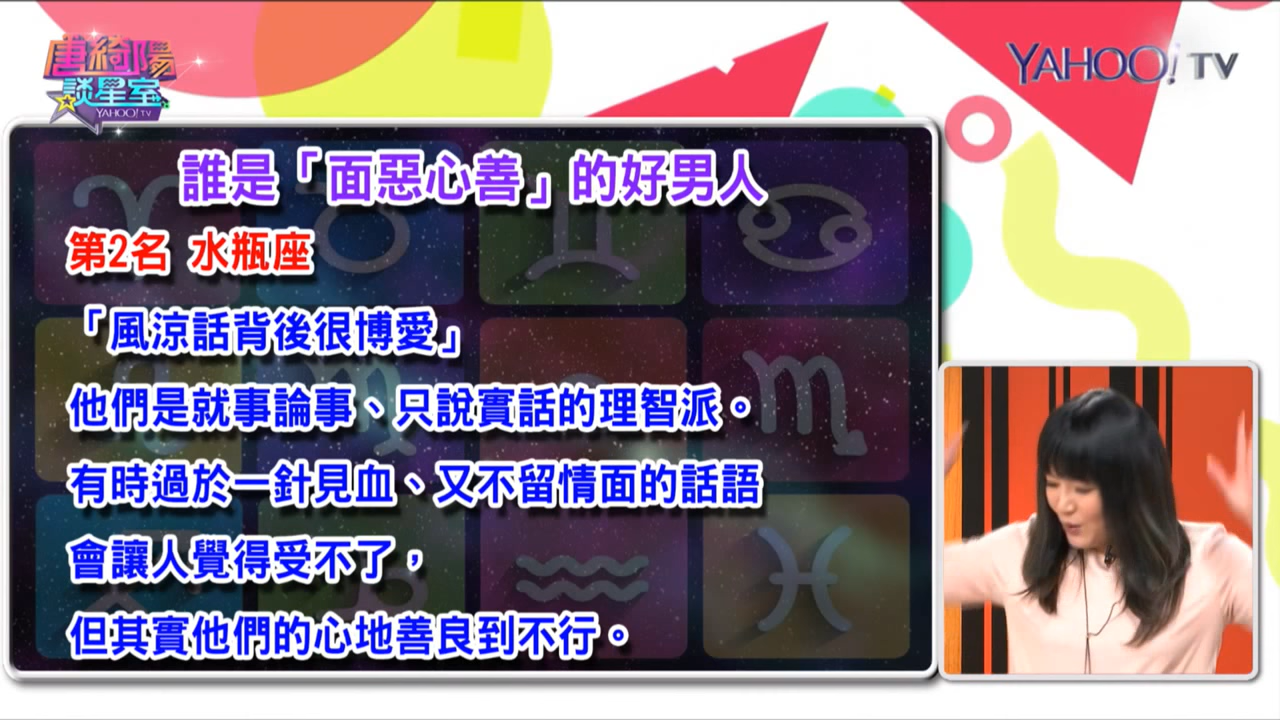 唐綺陽
談星室
YAHOO! TV
YAHOO! TV
誰是「面惡心善」的好男人
第2名 水瓶座
「風涼話背後很博愛」
他們是就事論事、只說實話的理智派。
有時過於一針見血、又不留情面的話語
會讓人覺得受不了，
但其實他們的心地善良到不行。